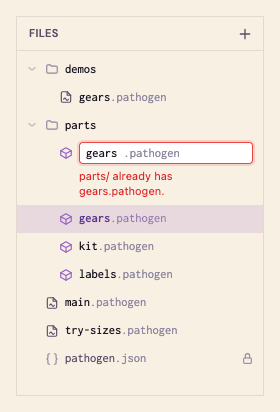 FILES
demos
gears.pathogen
parts
gears .pathogen
parts/ already has
gears.pathogen.
gears.pathogen
kit.pathogen
labels.pathogen
main.pathogen
try-sizes.pathogen
{} pathogen.json